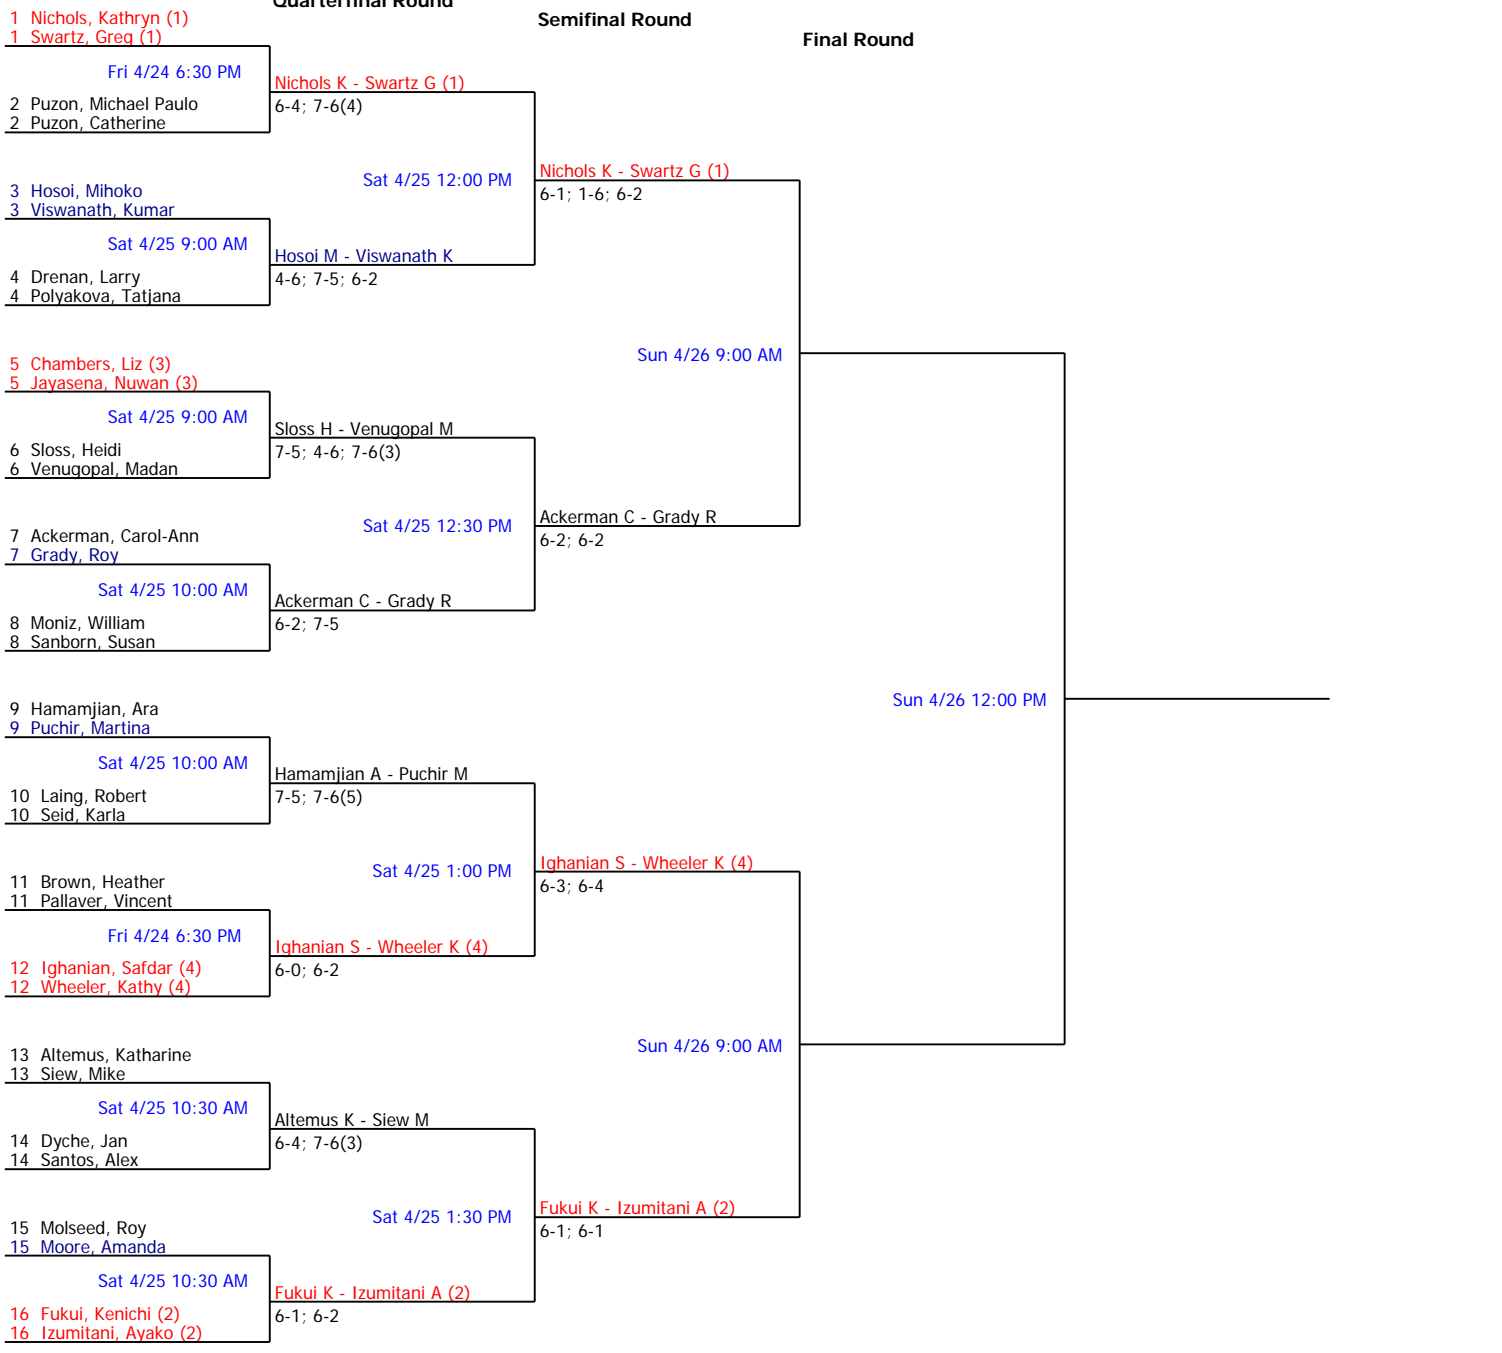 Quarterfinal Round
Semifinal Round
Final Round
1 Nichols, Kathryn (1)
1 Swartz, Greg (1)
Fri 4/24 6:30 PM
2 Puzon, Michael Paulo
2 Puzon, Catherine
3 Hosoi, Mihoko
3 Viswanath, Kumar
Sat 4/25 9:00 AM
4 Drenan, Larry
4 Polyakova, Tatjana
5 Chambers, Liz (3)
5 Jayasena, Nuwan (3)
Sat 4/25 9:00 AM
6 Sloss, Heidi
6 Venugopal, Madan
7 Ackerman, Carol-Ann
7 Grady, Roy
Sat 4/25 10:00 AM
8 Moniz, William
8 Sanborn, Susan
9 Hamamjian, Ara
9 Puchir, Martina
Sat 4/25 10:00 AM
10 Laing, Robert
10 Seid, Karla
11 Brown, Heather
11 Pallaver, Vincent
Fri 4/24 6:30 PM
12 Ighanian, Safdar (4)
12 Wheeler, Kathy (4)
13 Altemus, Katharine
13 Siew, Mike
Sat 4/25 10:30 AM
14 Dyche, Jan
14 Santos, Alex
15 Molseed, Roy
15 Moore, Amanda
Sat 4/25 10:30 AM
16 Fukui, Kenichi (2)
16 Izumitani, Ayako (2)
Nichols K - Swartz G (1)
6-4; 7-6(4)
Sat 4/25 12:00 PM
Hosoi M - Viswanath K
4-6; 7-5; 6-2
Sloss H - Venugopal M
7-5; 4-6; 7-6(3)
Sat 4/25 12:30 PM
Ackerman C - Grady R
6-2; 7-5
Hamamjian A - Puchir M
7-5; 7-6(5)
Sat 4/25 1:00 PM
Ighanian S - Wheeler K (4)
6-0; 6-2
Altemus K - Siew M
6-4; 7-6(3)
Sat 4/25 1:30 PM
Fukui K - Izumitani A (2)
6-1; 6-2
Nichols K - Swartz G (1)
6-1; 1-6; 6-2
Sun 4/26 9:00 AM
Ackerman C - Grady R
6-2; 6-2
Ighanian S - Wheeler K (4)
6-3; 6-4
Sun 4/26 9:00 AM
Fukui K - Izumitani A (2)
6-1; 6-1
Sun 4/26 12:00 PM